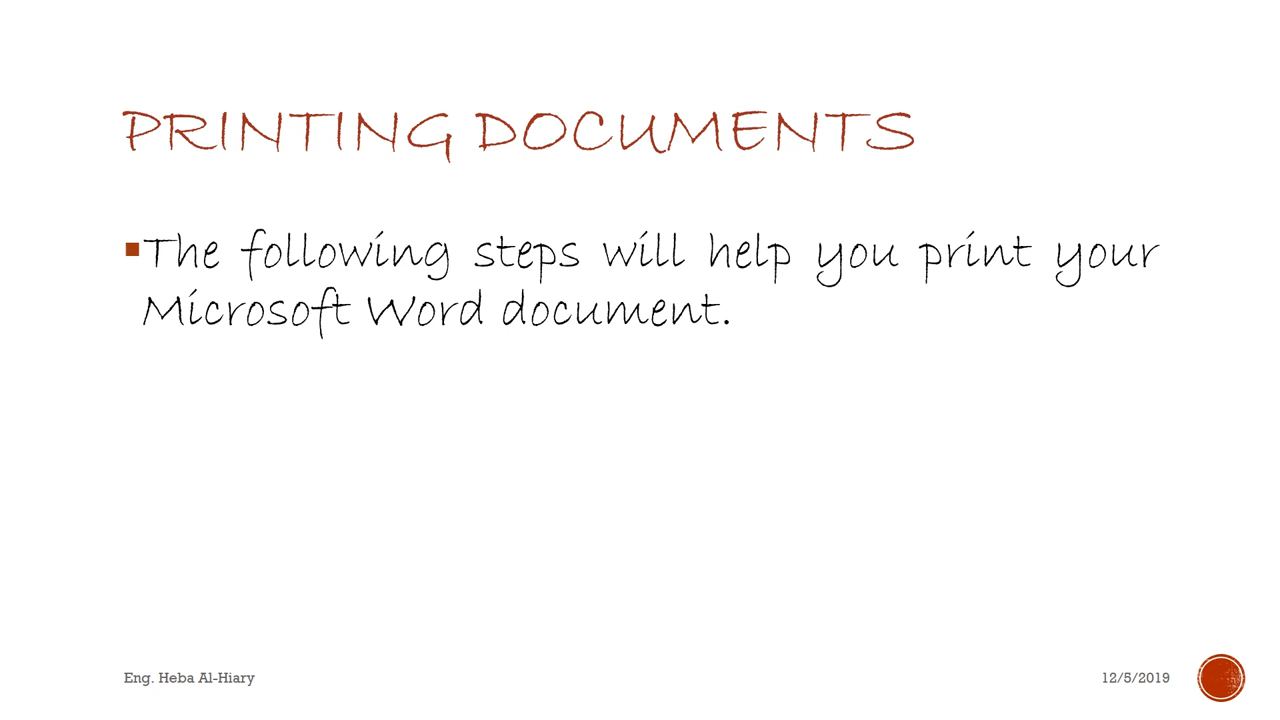 PRINTING DOCUMENTS
The following steps will help you print your
Microsoft Word document.
Eng. Heba Al-Hiary
12/5/2019